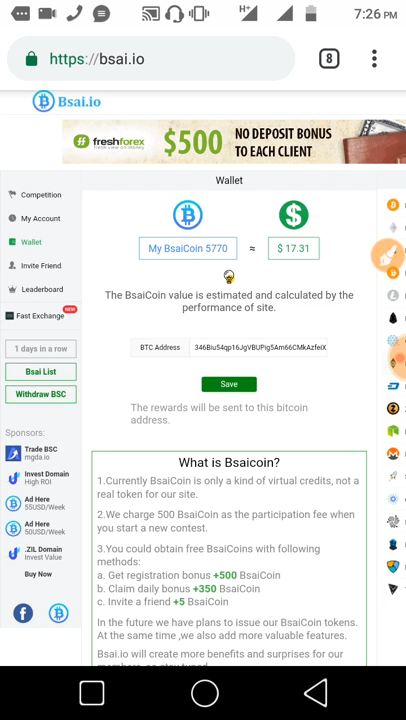 7:26 PM
H+
https://bsai.io
8
Bsai.io
freshforex
value in money
$500
NO DEPOSIT BONUS
TO EACH CLIENT
Wallet
Competition
My Account
Wallet
Invite Friend
Leaderboard
Fast Exchange NEW
1 days in a row
Bsai List
Withdraw BSC
Sponsors:
Trade BSC
mgda.io
Invest Domain
High ROI
Ad Here
55USD/Week
Ad Here
50USD/Week
.ZIL Domain
Invest Value
Buy Now
My BsaiCoin 5770 ≈ $ 17.31
The BsaiCoin value is estimated and calculated by the
performance of site.
BTC Address 346Biu54qp16JgVBUPig5Am66CMkAzfeiX
Save
The rewards will be sent to this bitcoin
address.
What is Bsaicoin?
1.Currently BsaiCoin is only a kind of virtual credits, not a
real token for our site.
2.We charge 500 BsaiCoin as the participation fee when
you start a new contest.
3.You could obtain free BsaiCoins with following
methods:
a. Get registration bonus +500 BsaiCoin
b. Claim daily bonus +350 BsaiCoin
c. Invite a friend +5 BsaiCoin
In the future we have plans to issue our BsaiCoin tokens.
At the same time ,we also add more valuable features.
Bsai.io will create more benefits and surprises for our